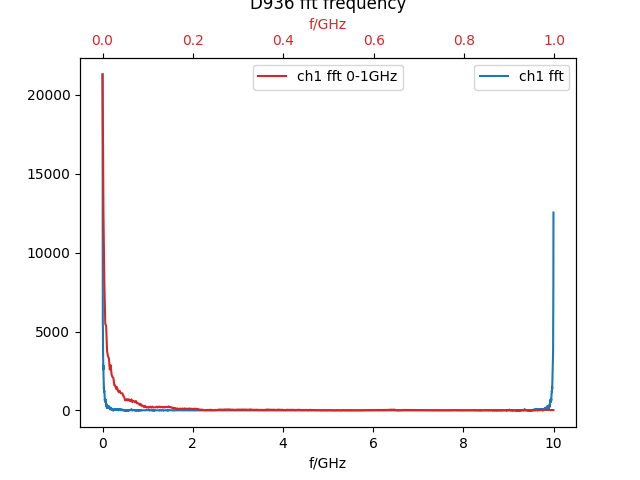 D936 fft frequency
f/GHz
0.0 0.2 0.4 0.6 0.8 1.0
ch1 fft 0-1GHz
ch1 fft
20000
15000
10000
5000
0
0 2 4 6 8 10
f/GHz